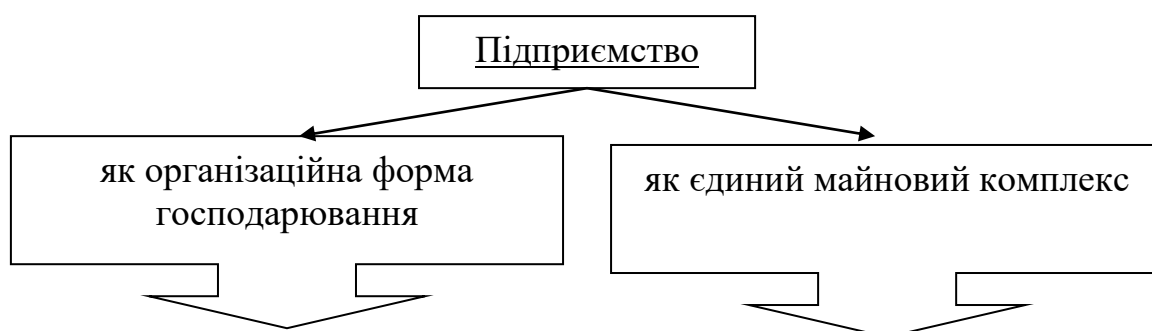 Підприємство
як організаційна форма
господарювання
як єдиний майновий комплекс